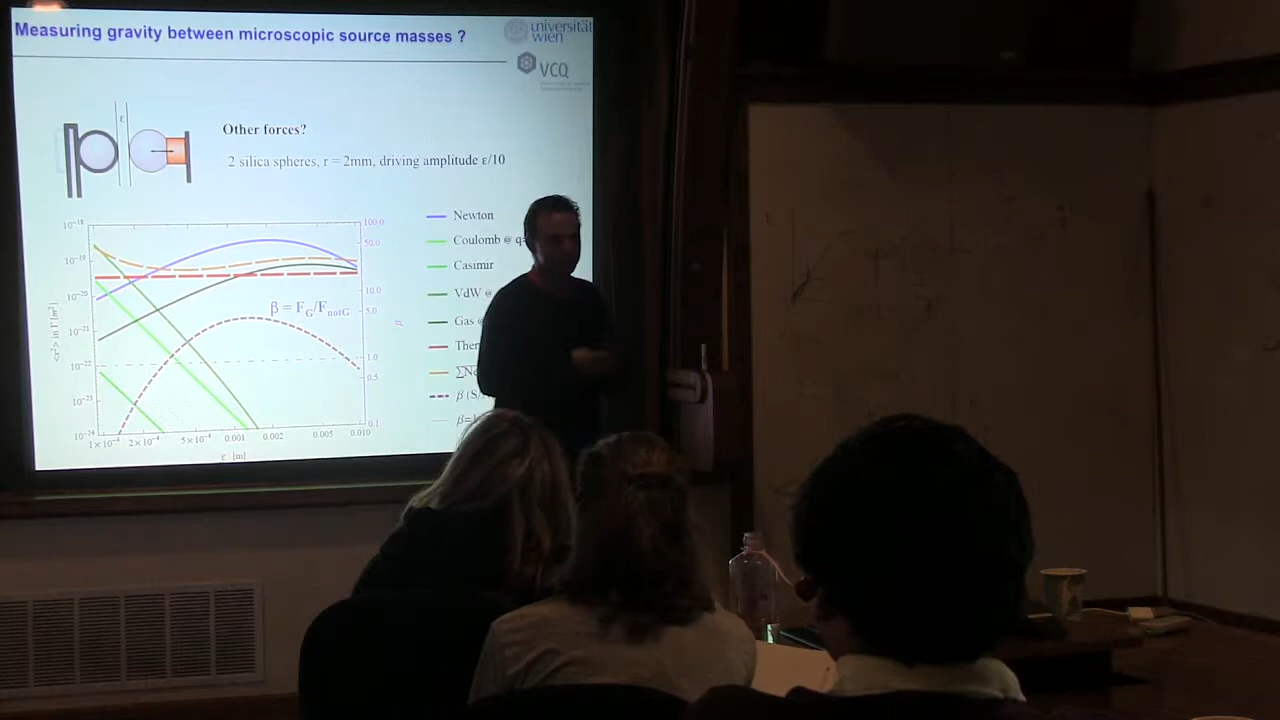 Measuring gravity between microscopic source masses ?
universität
wien
VCQ
ε
Other forces?
2 silica spheres, r = 2mm, driving amplitude ε/10
Newton
Coulomb @
Casimir
VdW @
Gas
β = F_G/F_notG
10⁻¹⁸
10⁻¹⁹
10⁻²⁰
10⁻²¹
10⁻²²
10⁻²³
10⁻²⁴
100.0
50.0
10.0
5.0
1.0
0.5
0.1
1×10⁻⁴ 2×10⁻⁴ 5×10⁻⁴ 0.001 0.002 0.005 0.010
ε [m]